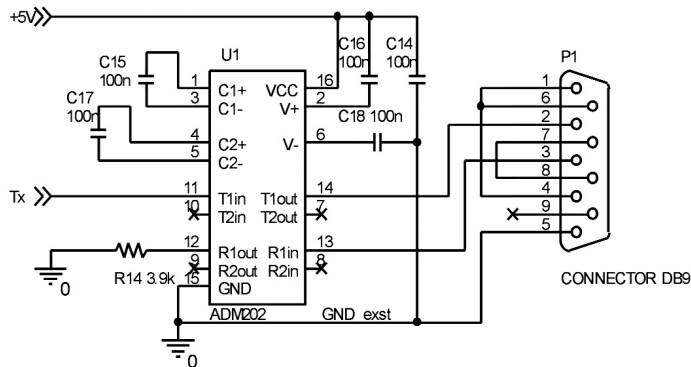 +5V
C15
100n
C17
100n
U1
C16
100n
C14
100n
C18 100n
P1
1
3
4
5
11
10
12
9
15
C1+
C1-
C2+
C2-
T1in
T2in
R1out
R2out
GND
VCC
V+
V-
T1out
T2out
R1in
R2in
16
2
6
14
7
13
8
1
6
2
7
3
8
4
9
5
Tx
R14 3.9k
0
ADM202
GND exst
0
CONNECTOR DB9